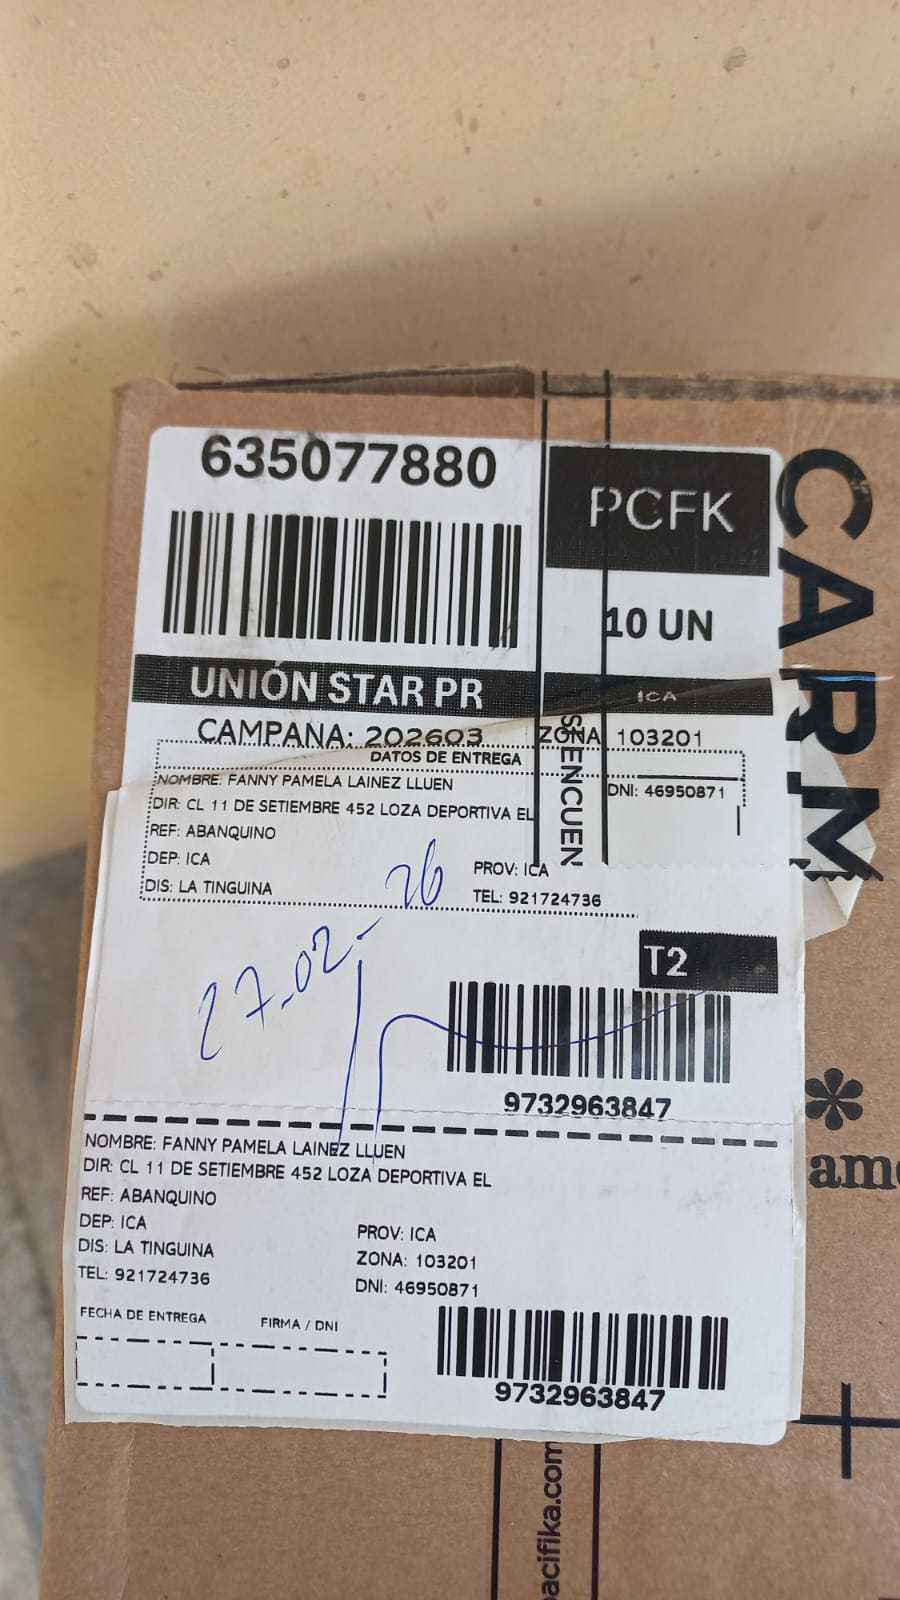 635077880
PCFK
10 UN
UNIÓN STAR PR
ICA
CAMPAÑA: 202603
ZONA 103201
DATOS DE ENTREGA
NOMBRE: FANNY PAMELA LAINEZ LLUEN
DNI: 46950871
DIR: CL 11 DE SETIEMBRE 452 LOZA DEPORTIVA EL
REF: ABANQUINO
DEP: ICA
PROV: ICA
DIS: LA TINGUINA
TEL: 921724736
SE ENCUEN
27-02-26
T2
9732963847
NOMBRE: FANNY PAMELA LAINEZ LLUEN
DIR: CL 11 DE SETIEMBRE 452 LOZA DEPORTIVA EL
REF: ABANQUINO
DEP: ICA
PROV: ICA
DIS: LA TINGUINA
ZONA: 103201
TEL: 921724736
DNI: 46950871
FECHA DE ENTREGA
FIRMA / DNI
9732963847
CARM
ame
pacifika.com